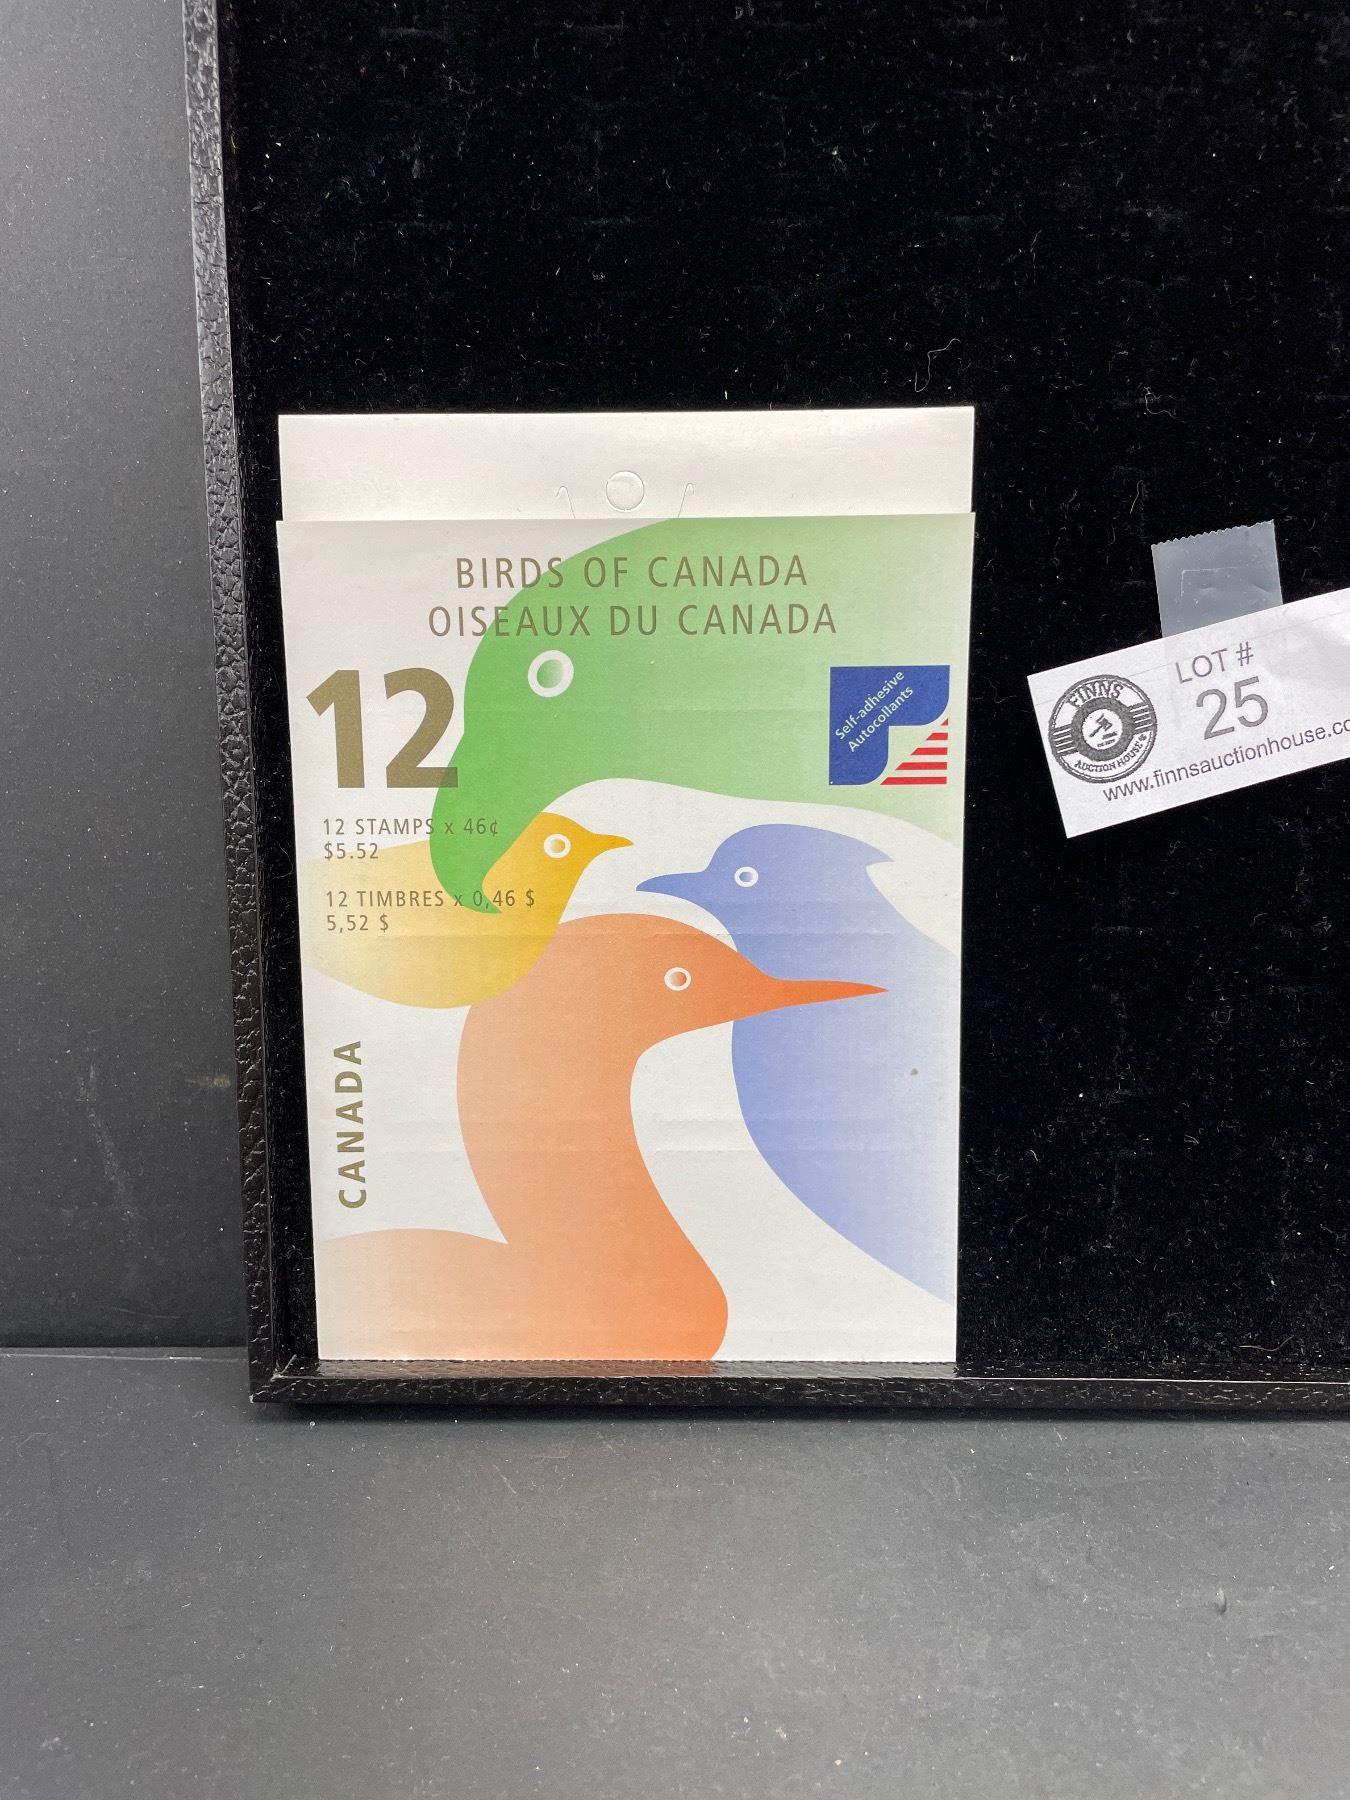 BIRDS OF CANADA
OISEAUX DU CANADA
12
Self-adhesive
Autocollants
12 STAMPS x 46¢
$5.52
12 TIMBRES x 0,46 $
5,52 $
CANADA
LOT #
25
FINNS
AUCTION HOUSE
www.finnsauctionhouse.co